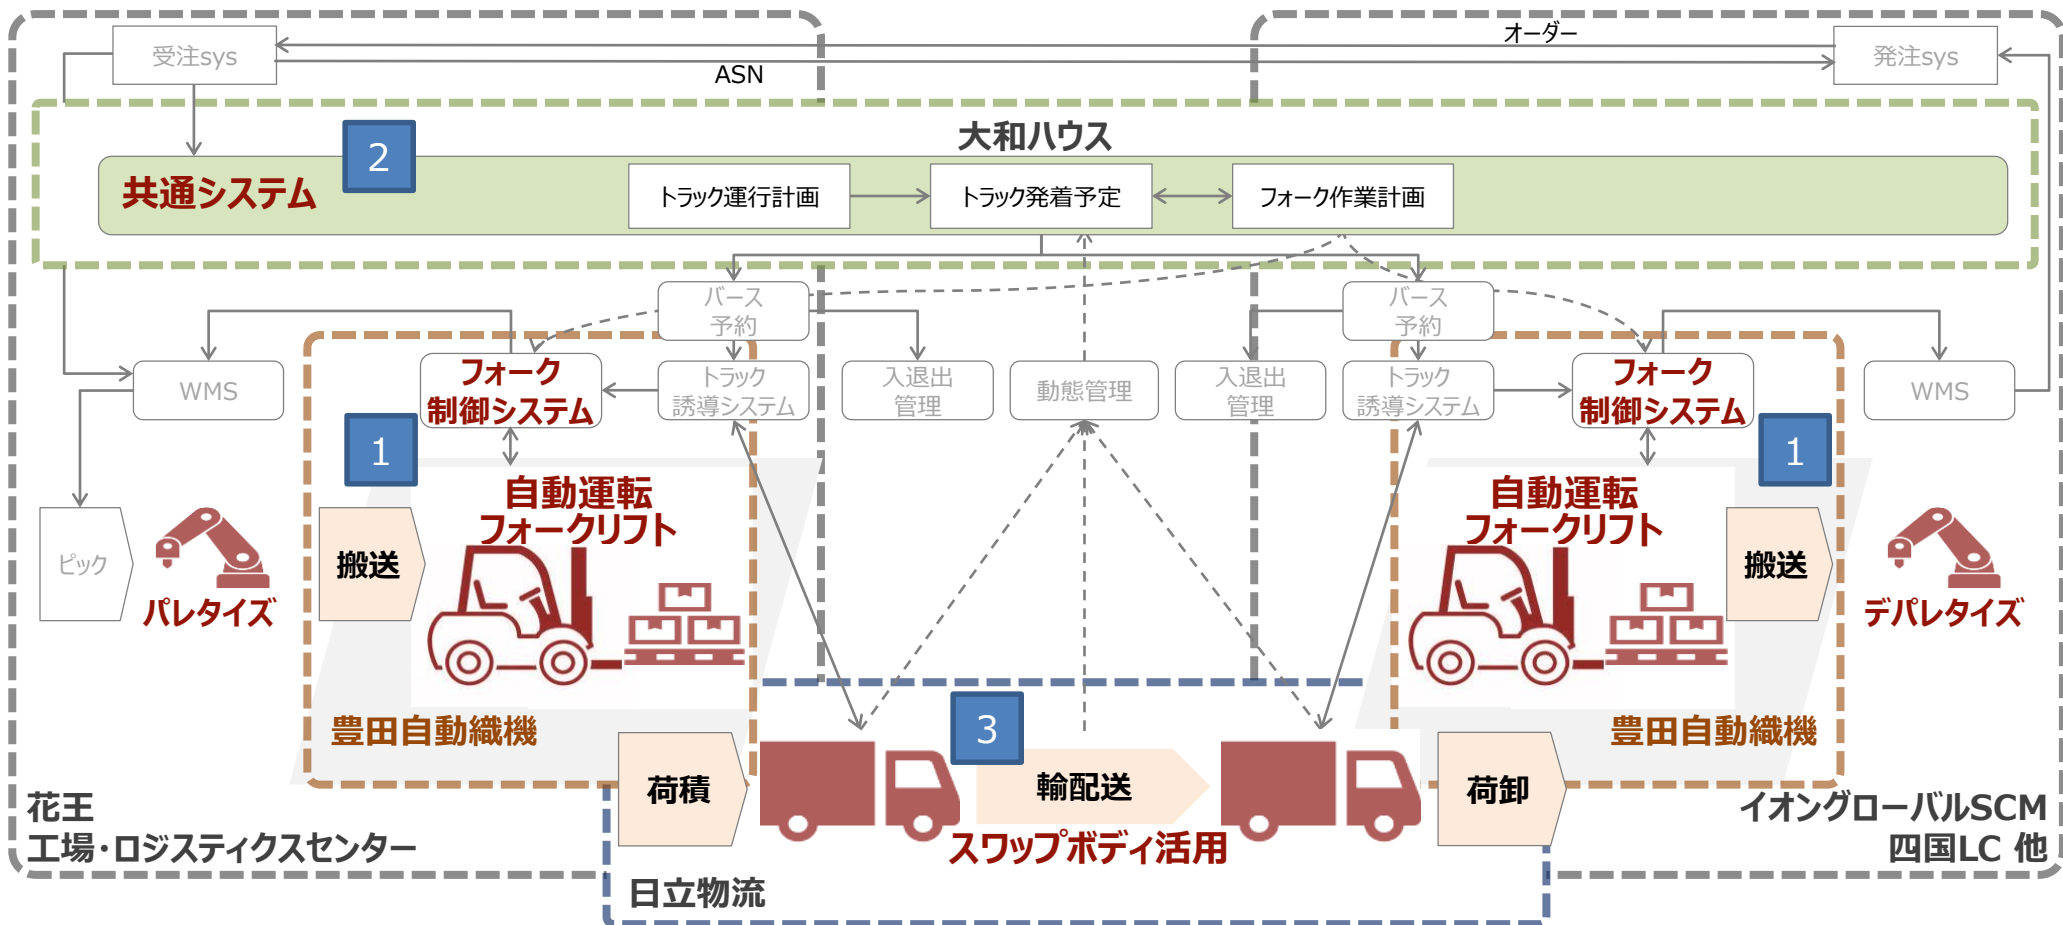 受注sys
オーダー
発注sys
ASN
大和ハウス
2
共通システム
トラック運行計画
トラック発着予定
フォーク作業計画
バース
予約
バース
予約
WMS
フォーク
制御システム
トラック
誘導システム
入退出
管理
動態管理
入退出
管理
トラック
誘導システム
フォーク
制御システム
WMS
1
1
自動運転
フォークリフト
自動運転
フォークリフト
ピック
パレタイズ
搬送
搬送
デパレタイズ
豊田自動織機
豊田自動織機
3
荷積
輸配送
荷卸
スワップボディ活用
花王
工場・ロジスティクスセンター
イオングローバルSCM
四国LC 他
日立物流